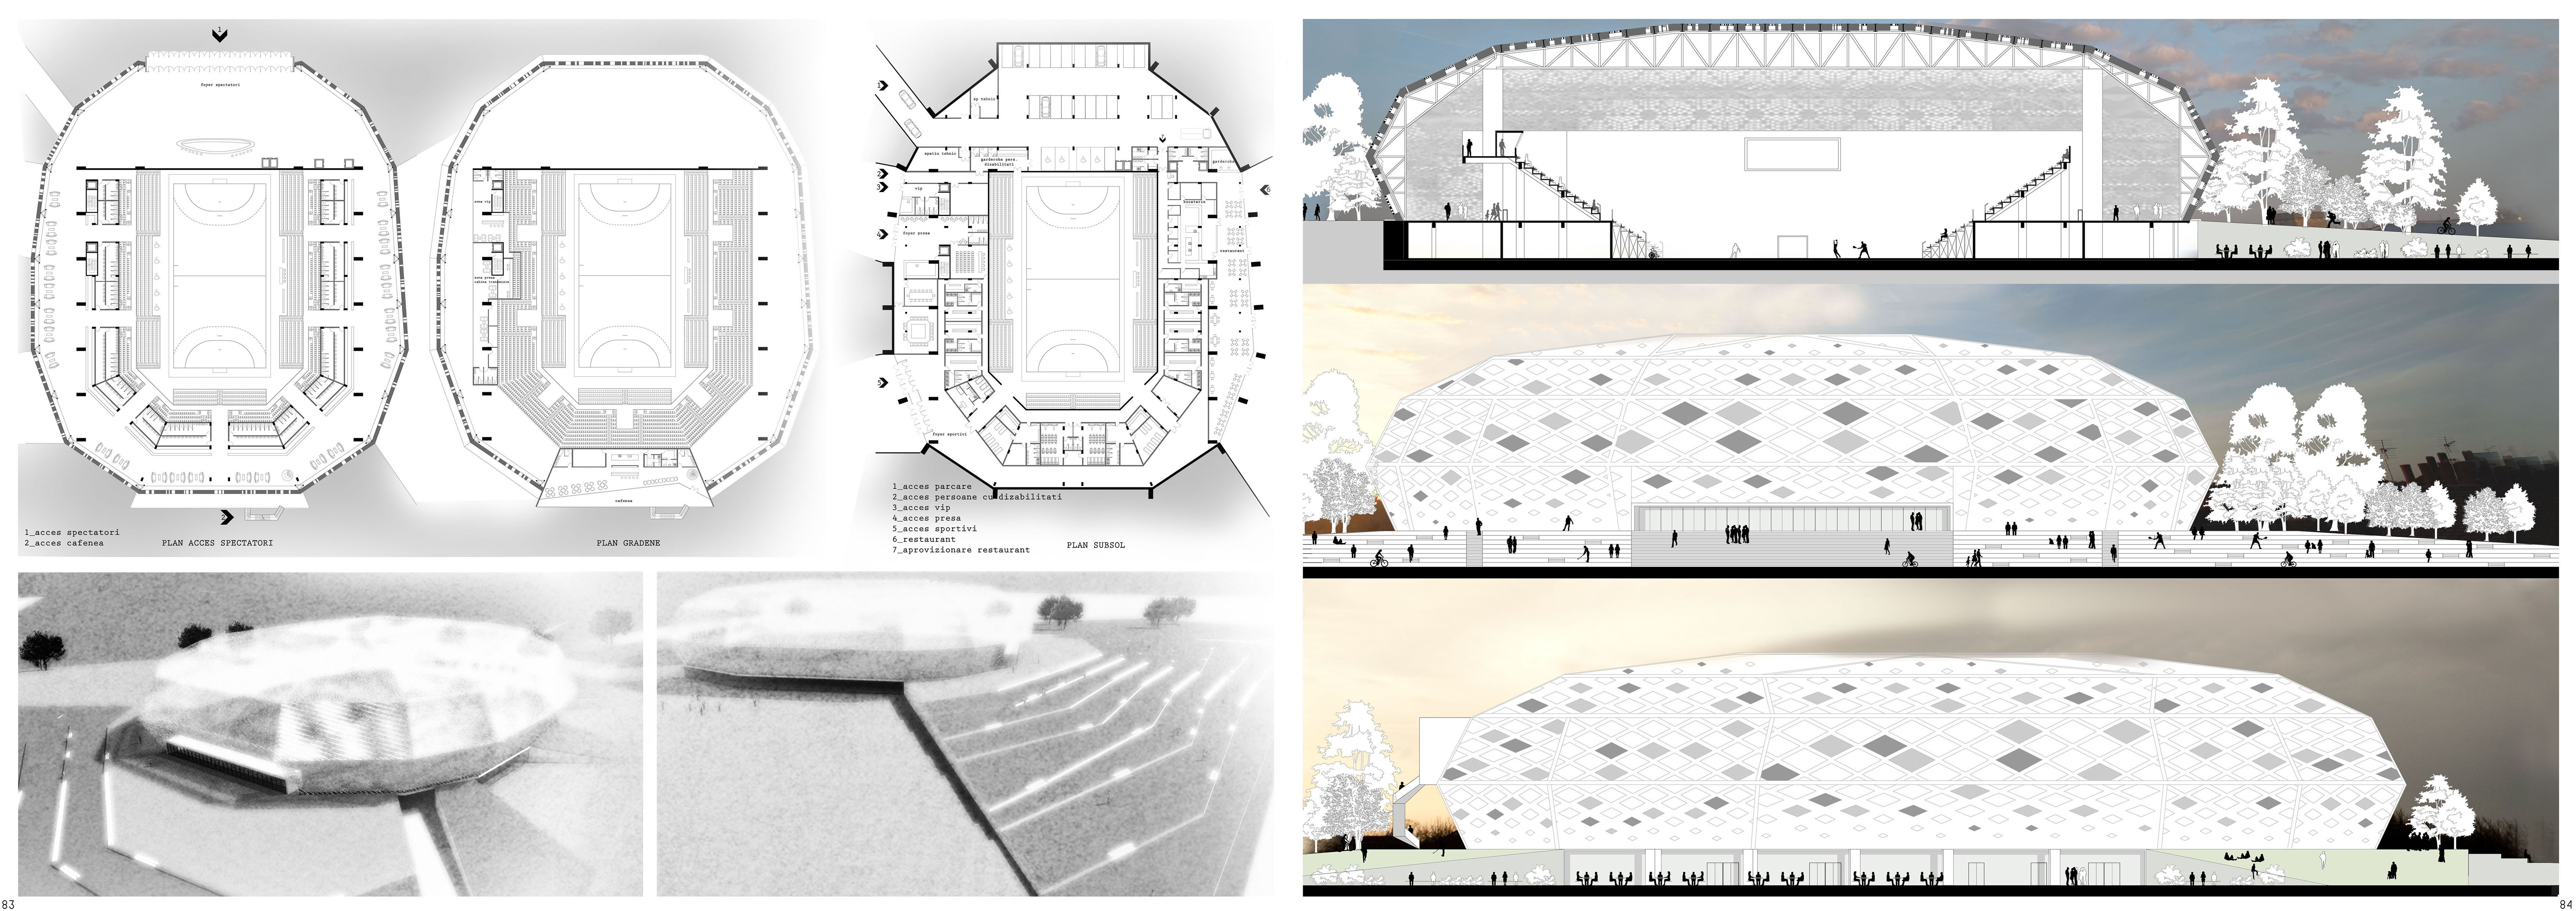 1
foyer spectatori
1_acces spectatori
2_acces cafenea
PLAN ACCES SPECTATORI
zona vip
zona presa
cafenea
PLAN GRADENE
sp tehnic
spatiu tehnic
garderoba pers.
dizabilitati
garderoba
vip
bucatarie
foyer presa
restaurant
foyer sportivi
1_acces parcare
2_acces persoane cu dizabilitati
3_acces vip
4_acces presa
5_acces sportivi
6_restaurant
7_aprovizionare restaurant
PLAN SUBSOL
83
84